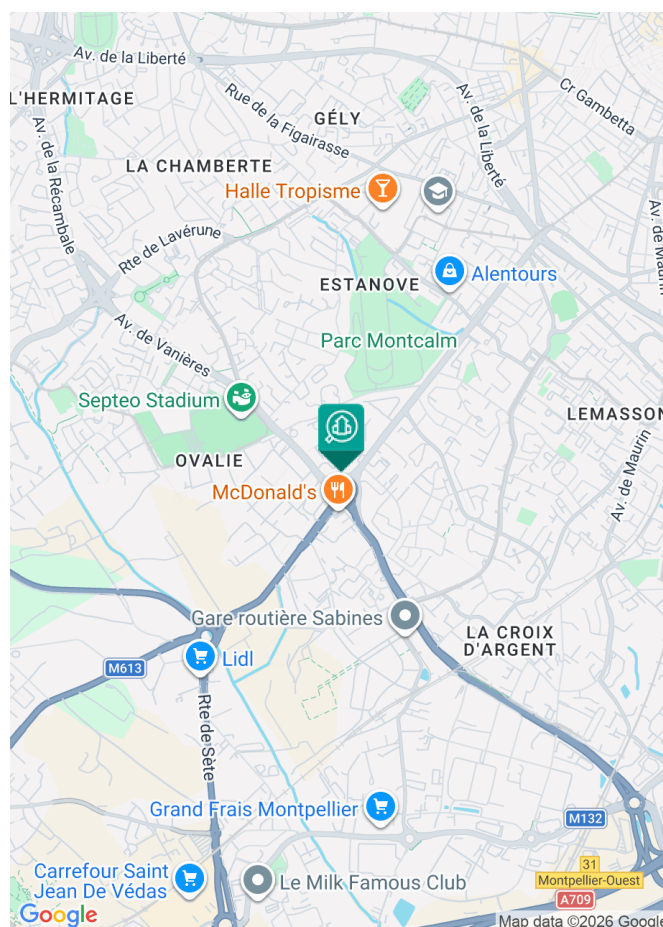 Av. de la Liberté
L'HERMITAGE
Rue de la Figairasse
GÉLY
Av. de la Liberté
Cr Gambetta
Av. de la Récambale
LA CHAMBERTE
Halle Tropisme
Av. de Maurin
Rte de Lavérune
ESTANOVE
Alentours
Av. de Vanières
Parc Montcalm
Septeo Stadium
LEMASSON
OVALIE
Av. de Maurin
McDonald's
Gare routière Sabines
LA CROIX
D'ARGENT
M613
Lidl
Rte de Sète
Grand Frais Montpellier
M132
31
Montpellier-Ouest
A709
Carrefour Saint
Jean De Védas
Le Milk Famous Club
Google
Map data ©2026 Google